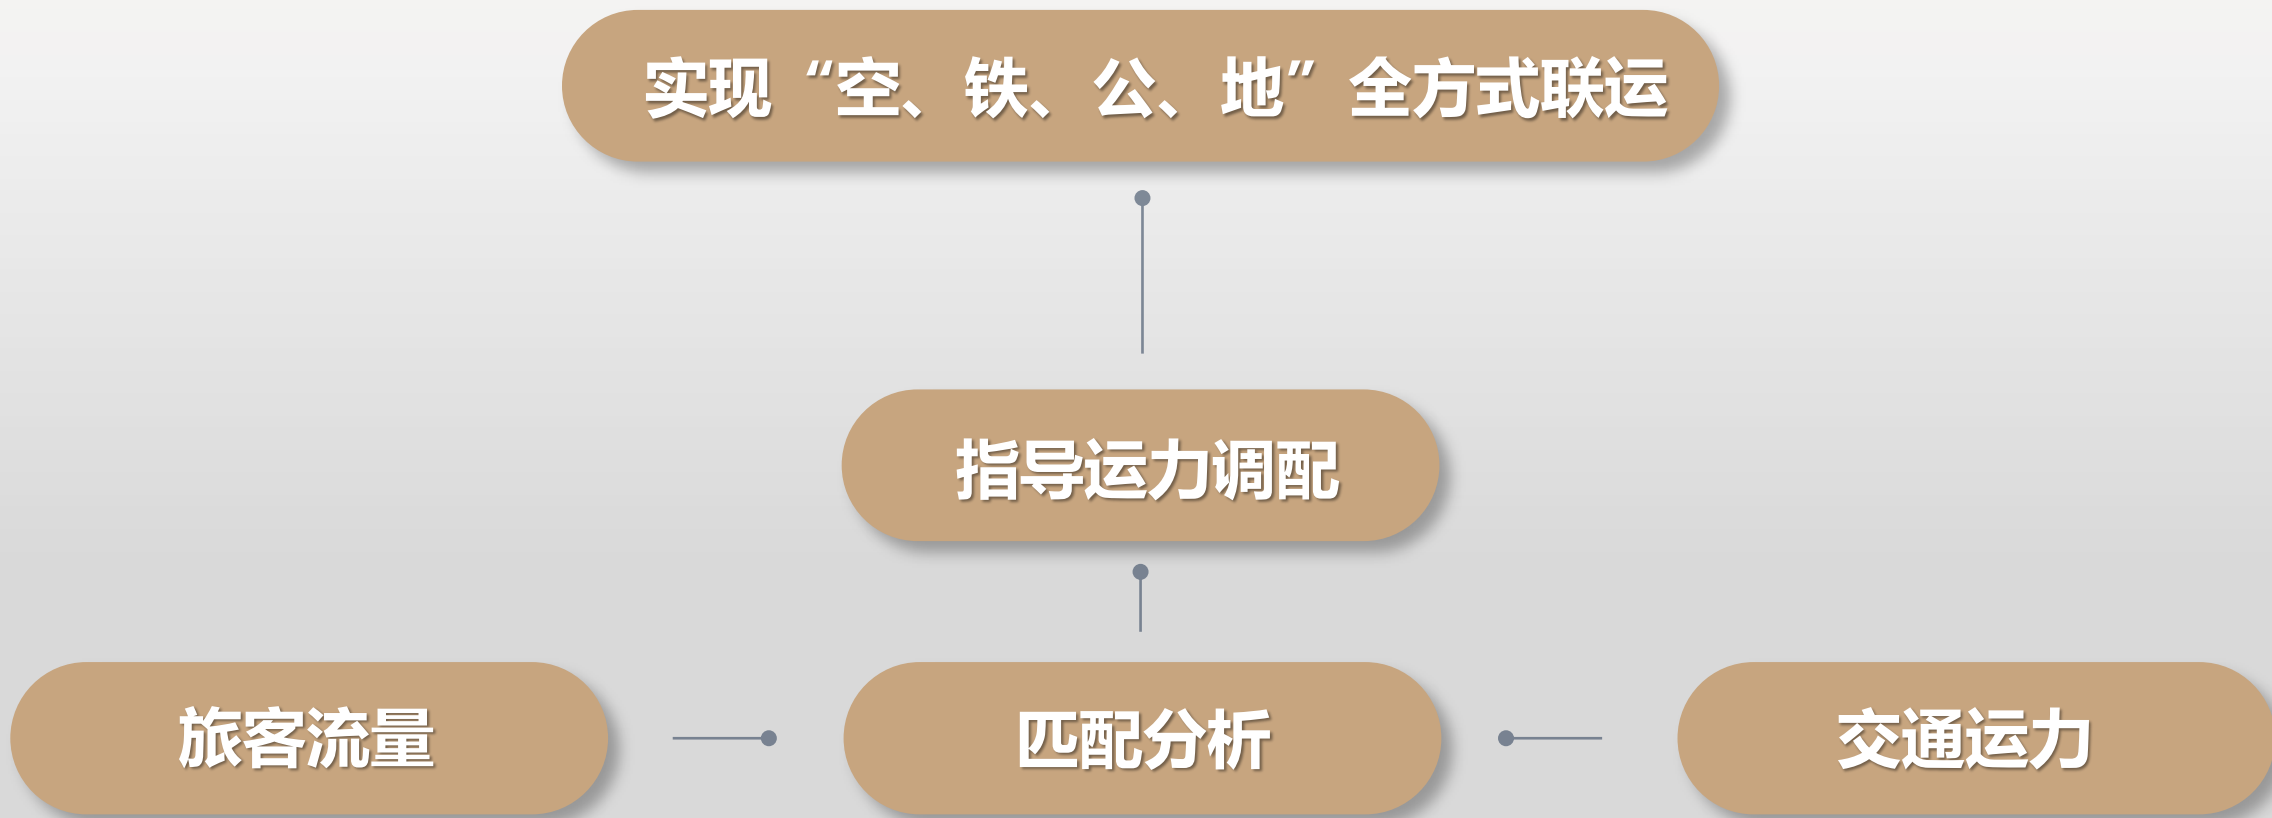 实现“空、铁、公、地”全方式联运
指导运力调配
旅客流量
匹配分析
交通运力